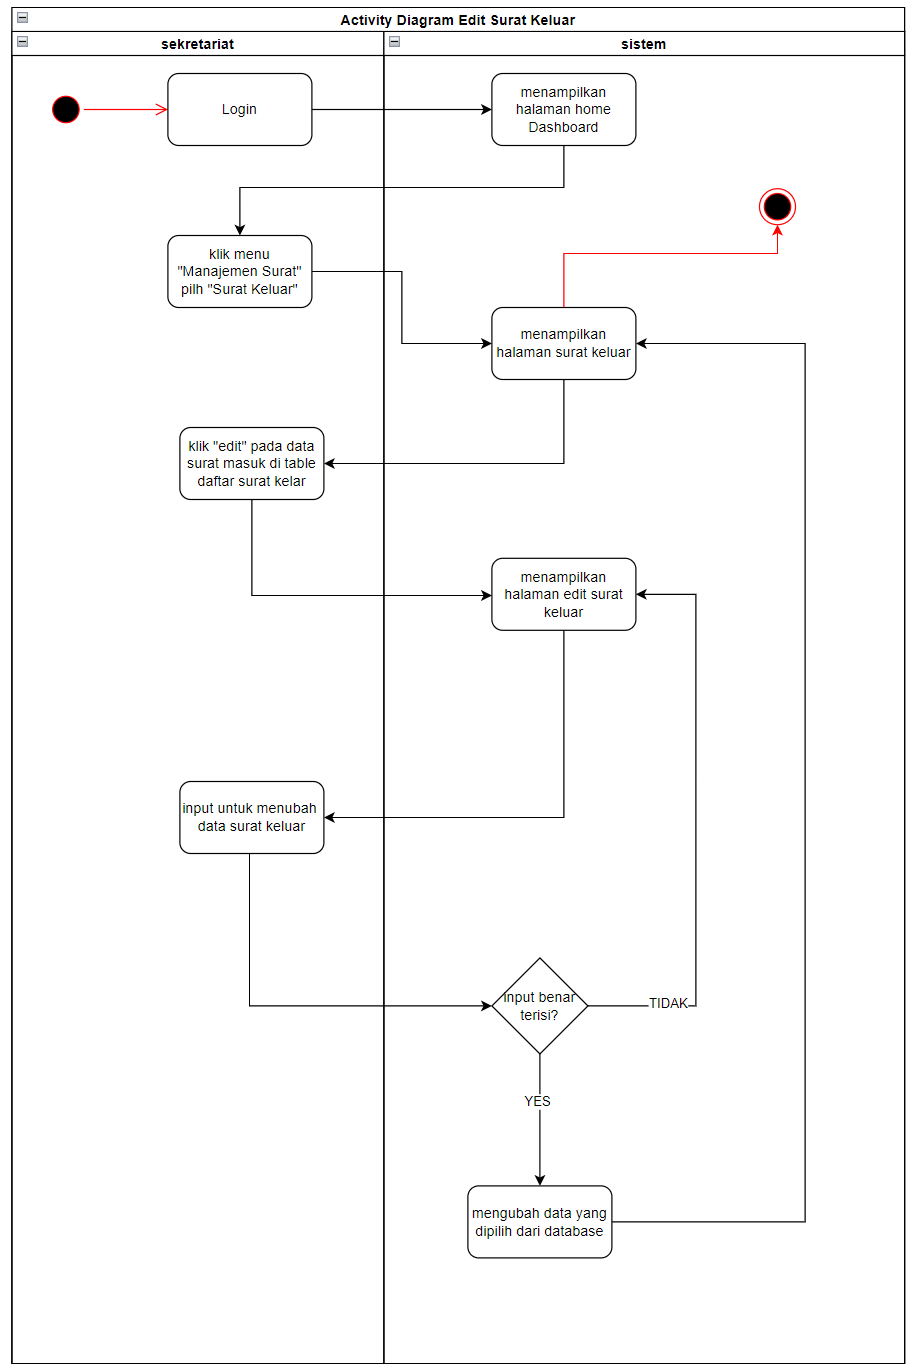 Activity Diagram Edit Surat Keluar
sekretariat
sistem
Login
menampilkan
halaman home
Dashboard
klik menu
"Manajemen Surat"
pilh "Surat Keluar"
menampilkan
halaman surat keluar
klik "edit" pada data
surat masuk di table
daftar surat kelar
menampilkan
halaman edit surat
keluar
input untuk menubah
data surat keluar
input benar
terisi?
TIDAK
YES
mengubah data yang
dipilih dari database